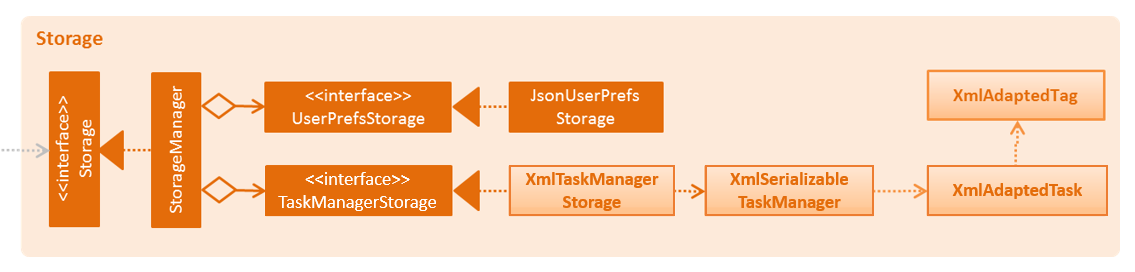 Storage
<<interface>>
Storage
StorageManager
<<interface>>
UserPrefsStorage
JsonUserPrefs
Storage
XmlAdaptedTag
<<interface>>
TaskManagerStorage
XmlTaskManager
Storage
XmlSerializable
TaskManager
XmlAdaptedTask